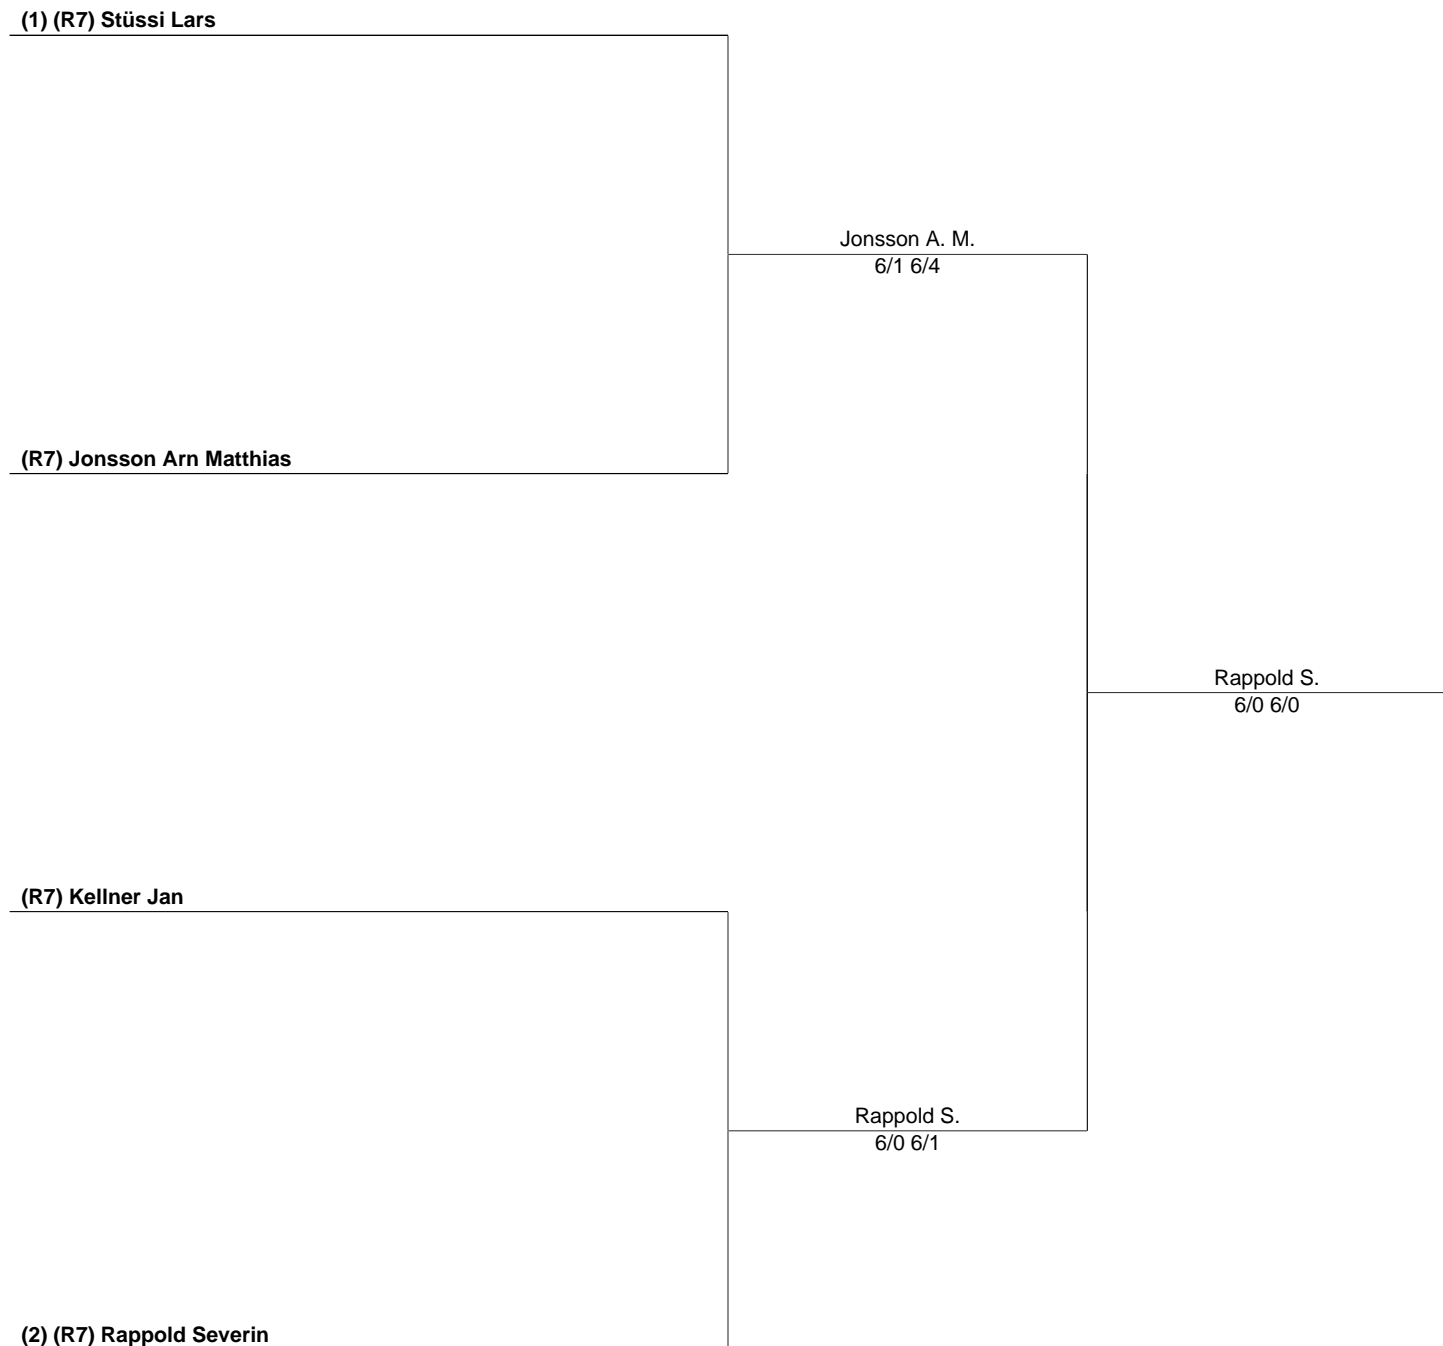 (1) (R7) Stüssi Lars
Jonsson A. M.
6/1 6/4
(R7) Jonsson Arn Matthias
Rappold S.
6/0 6/0
(R7) Kellner Jan
Rappold S.
6/0 6/1
(2) (R7) Rappold Severin